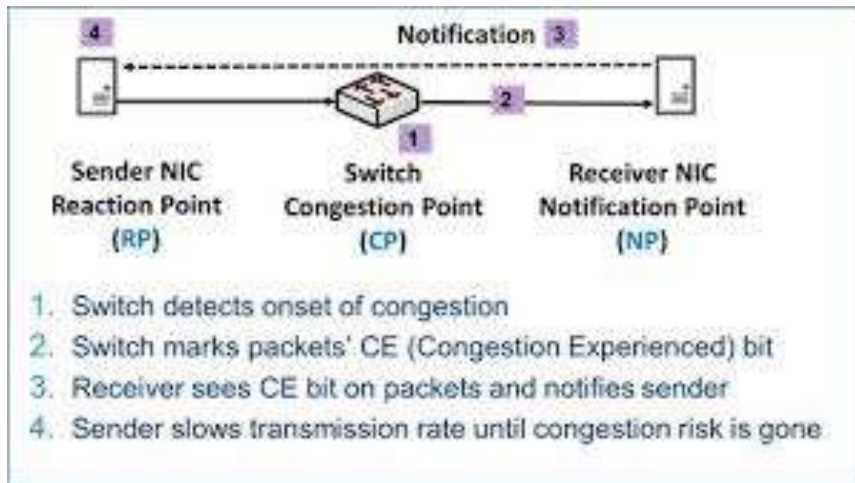 4
Notification 3
2
1
Sender NIC
Reaction Point
(RP)
Switch
Congestion Point
(CP)
Receiver NIC
Notification Point
(NP)
1. Switch detects onset of congestion
2. Switch marks packets' CE (Congestion Experienced) bit
3. Receiver sees CE bit on packets and notifies sender
4. Sender slows transmission rate until congestion risk is gone